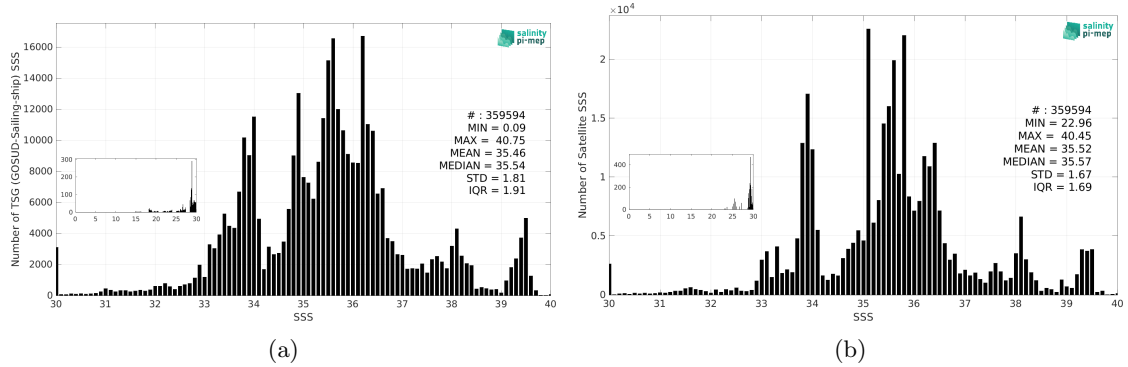 Number of TSG (GOSUD-Sailing-ship) SSS
16000
14000
12000
10000
8000
6000
4000
2000
0
30 31 32 33 34 35 36 37 38 39 40
SSS
salinity
pi-mep
# : 359594
MIN = 0.09
MAX = 40.75
MEAN = 35.46
MEDIAN = 35.54
STD = 1.81
IQR = 1.91
300
200
100
0
0 5 10 15 20 25 30
(a)
×10⁴
Number of Satellite SSS
2
1.5
1
0.5
0
30 31 32 33 34 35 36 37 38 39 40
SSS
salinity
pi-mep
# : 359594
MIN = 22.96
MAX = 40.45
MEAN = 35.52
MEDIAN = 35.57
STD = 1.67
IQR = 1.69
400
200
0
0 5 10 15 20 25 30
(b)